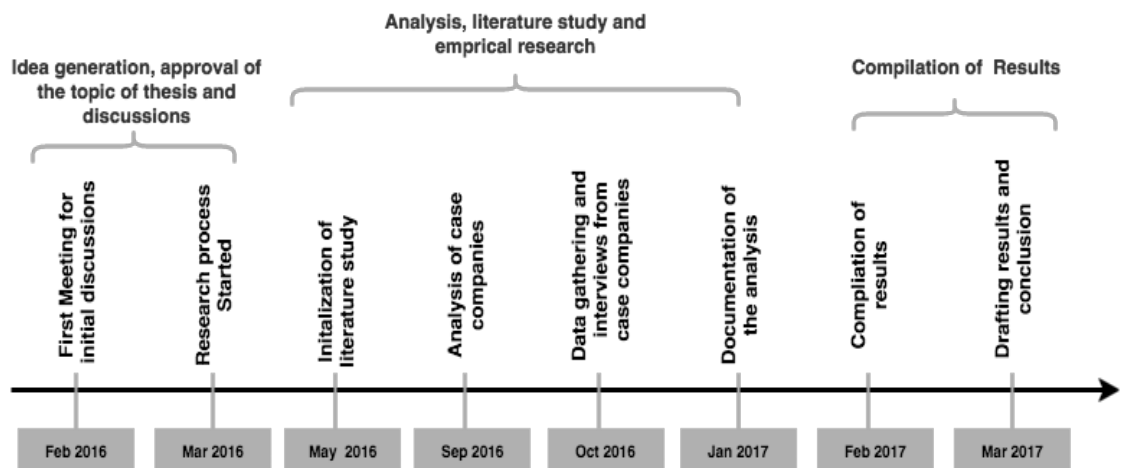 Analysis, literature study and
emprical research
Idea generation, approval of
the topic of thesis and
discussions
Compilation of Results
First Meeting for
initial discussions
Research process
Started
Initalization of
literature study
Analysis of case
companies
Data gathering and
interviews from
case companies
Documentation of
the analysis
Compliation of
results
Drafting results and
conclusion
Feb 2016
Mar 2016
May 2016
Sep 2016
Oct 2016
Jan 2017
Feb 2017
Mar 2017